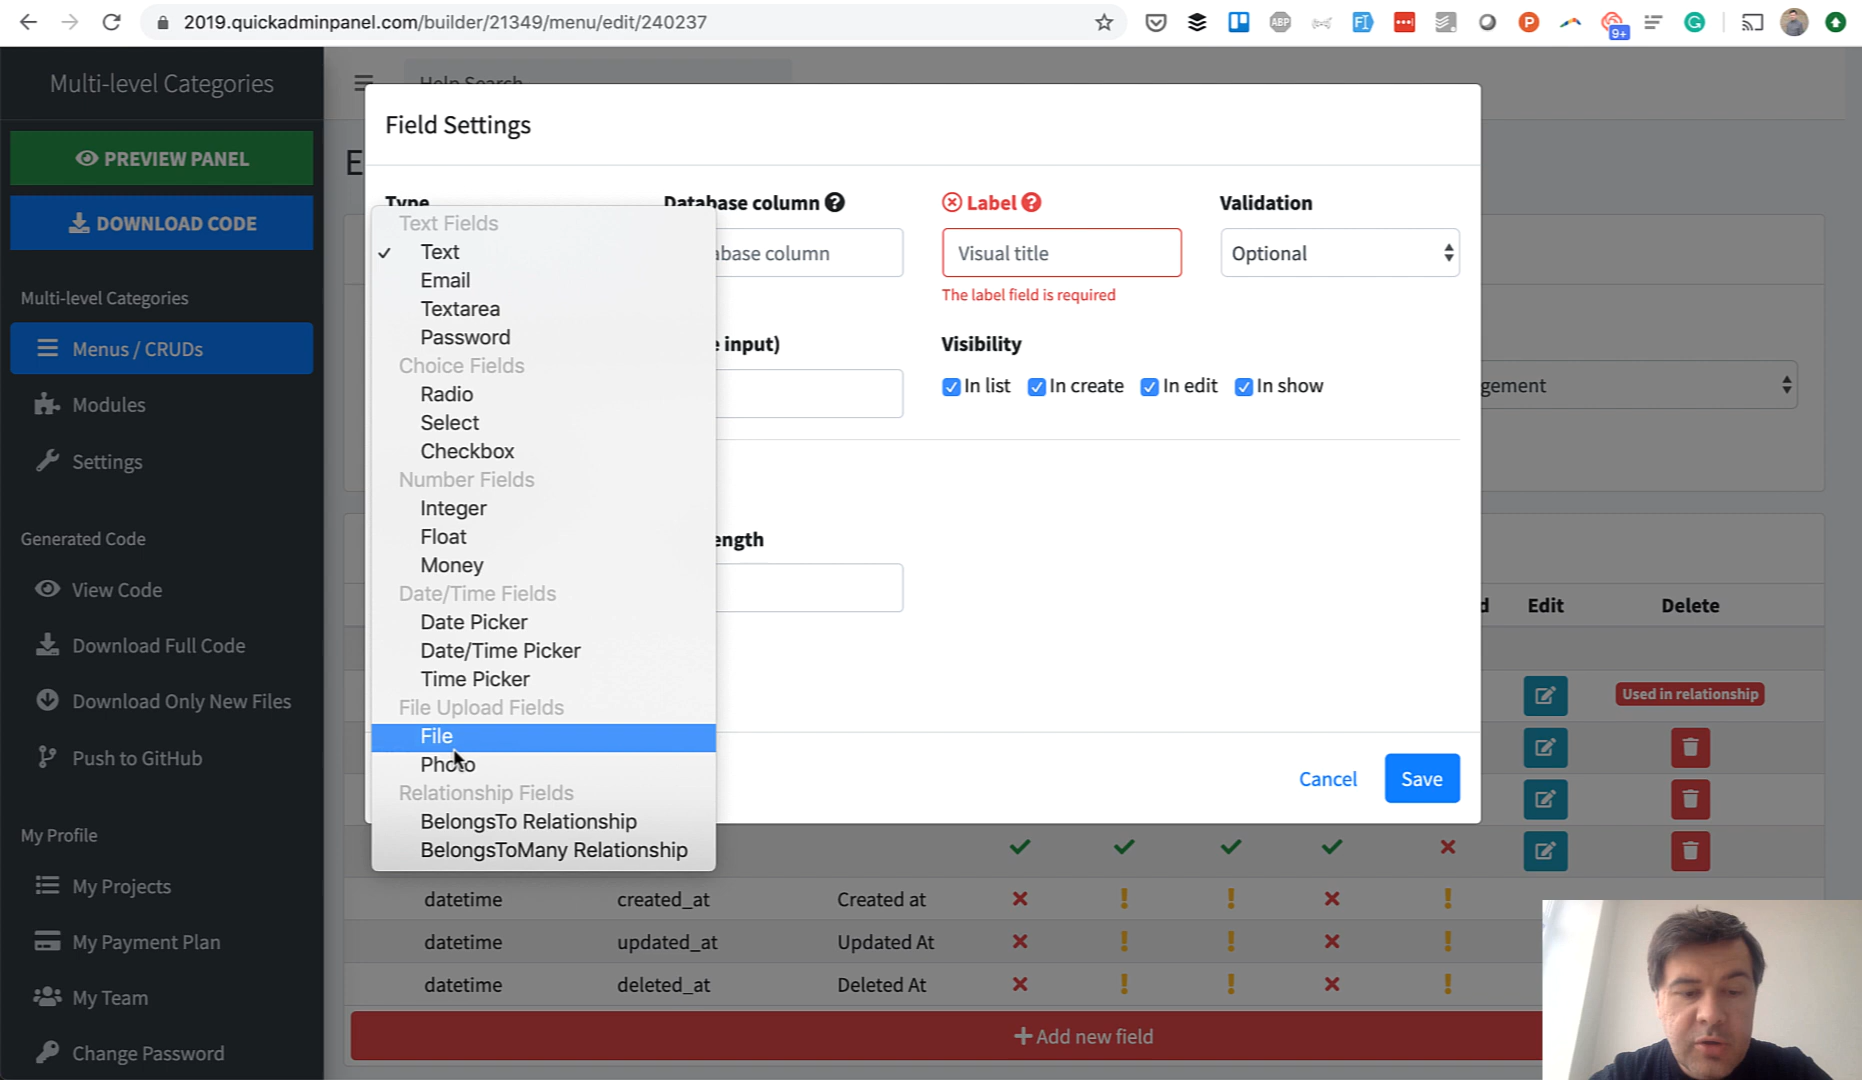 2019.quickadminpanel.com/builder/21349/menu/edit/240237
ABP
P
9+
G
Multi-level Categories
Help Search
PREVIEW PANEL
DOWNLOAD CODE
Multi-level Categories
Menus / CRUDs
Modules
Settings
Generated Code
View Code
Download Full Code
Download Only New Files
Push to GitHub
My Profile
My Projects
My Payment Plan
My Team
Change Password
E
Field Settings
Type
Database column
Label
Validation
Text Fields
Text
Email
Textarea
Password
Choice Fields
Radio
Select
Checkbox
Number Fields
Integer
Float
Money
Date/Time Fields
Date Picker
Date/Time Picker
Time Picker
File Upload Fields
File
Photo
Relationship Fields
BelongsTo Relationship
BelongsToMany Relationship
abase column
Visual title
Optional
The label field is required
e input)
Visibility
In list In create In edit In show
gement
ength
Cancel
Save
d Edit Delete
Used in relationship
datetime created_at Created at
datetime updated_at Updated At
datetime deleted_at Deleted At
Add new field